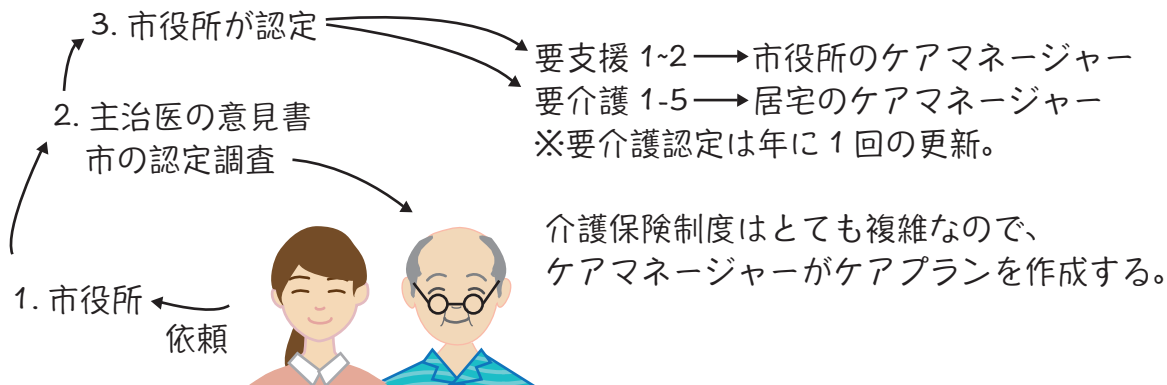 3. 市役所が認定
要支援 1~2→市役所のケアマネージャー
要介護 1-5→居宅のケアマネージャー
※要介護認定は年に 1 回の更新。
2. 主治医の意見書
市の認定調査
介護保険制度はとても複雑なので、
ケアマネージャーがケアプランを作成する。
1. 市役所
依頼